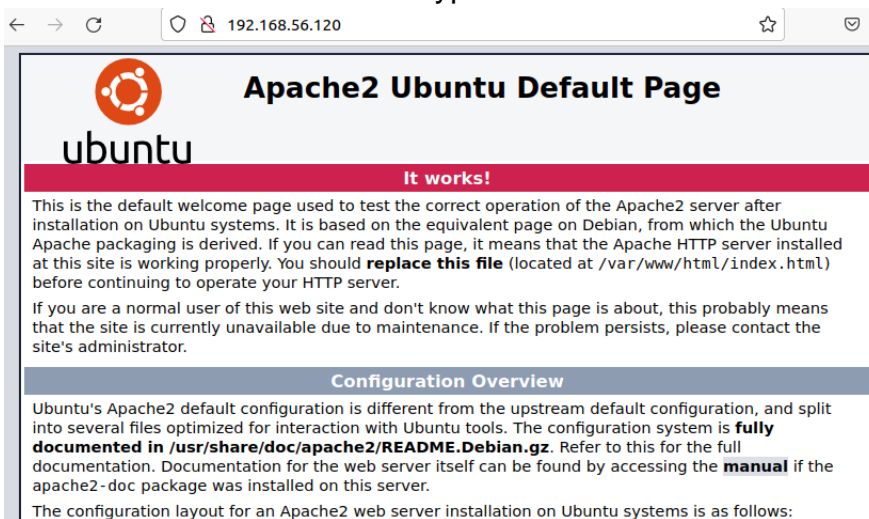 192.168.56.120
Apache2 Ubuntu Default Page
ubuntu
It works!
This is the default welcome page used to test the correct operation of the Apache2 server after
installation on Ubuntu systems. It is based on the equivalent page on Debian, from which the Ubuntu
Apache packaging is derived. If you can read this page, it means that the Apache HTTP server installed
at this site is working properly. You should replace this file (located at /var/www/html/index.html)
before continuing to operate your HTTP server.
If you are a normal user of this web site and don't know what this page is about, this probably means
that the site is currently unavailable due to maintenance. If the problem persists, please contact the
site's administrator.
Configuration Overview
Ubuntu's Apache2 default configuration is different from the upstream default configuration, and split
into several files optimized for interaction with Ubuntu tools. The configuration system is fully
documented in /usr/share/doc/apache2/README.Debian.gz. Refer to this for the full
documentation. Documentation for the web server itself can be found by accessing the manual if the
apache2-doc package was installed on this server.
The configuration layout for an Apache2 web server installation on Ubuntu systems is as follows: